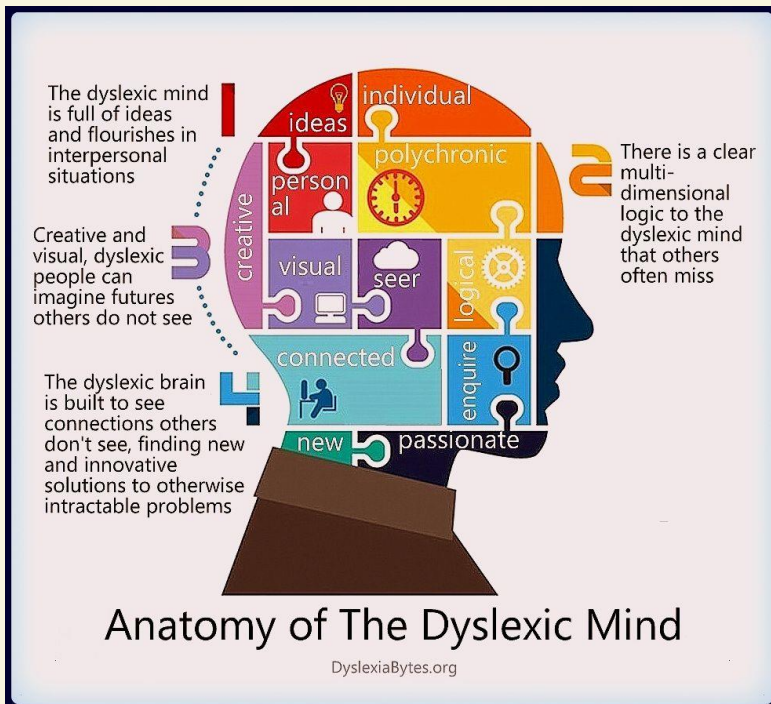 The dyslexic mind
is full of ideas
and flourishes in
interpersonal
situations
1
ideas
individual
person
al
polychronic
2
There is a clear
multi-
dimensional
logic to the
dyslexic mind
that others
often miss
Creative and
visual, dyslexic
people can
imagine futures
others do not see
3
creative
visual
seer
logical
The dyslexic brain
is built to see
connections others
don't see, finding new
and innovative
solutions to otherwise
intractable problems
4
connected
enquire
new
passionate
Anatomy of The Dyslexic Mind
DyslexiaBytes.org